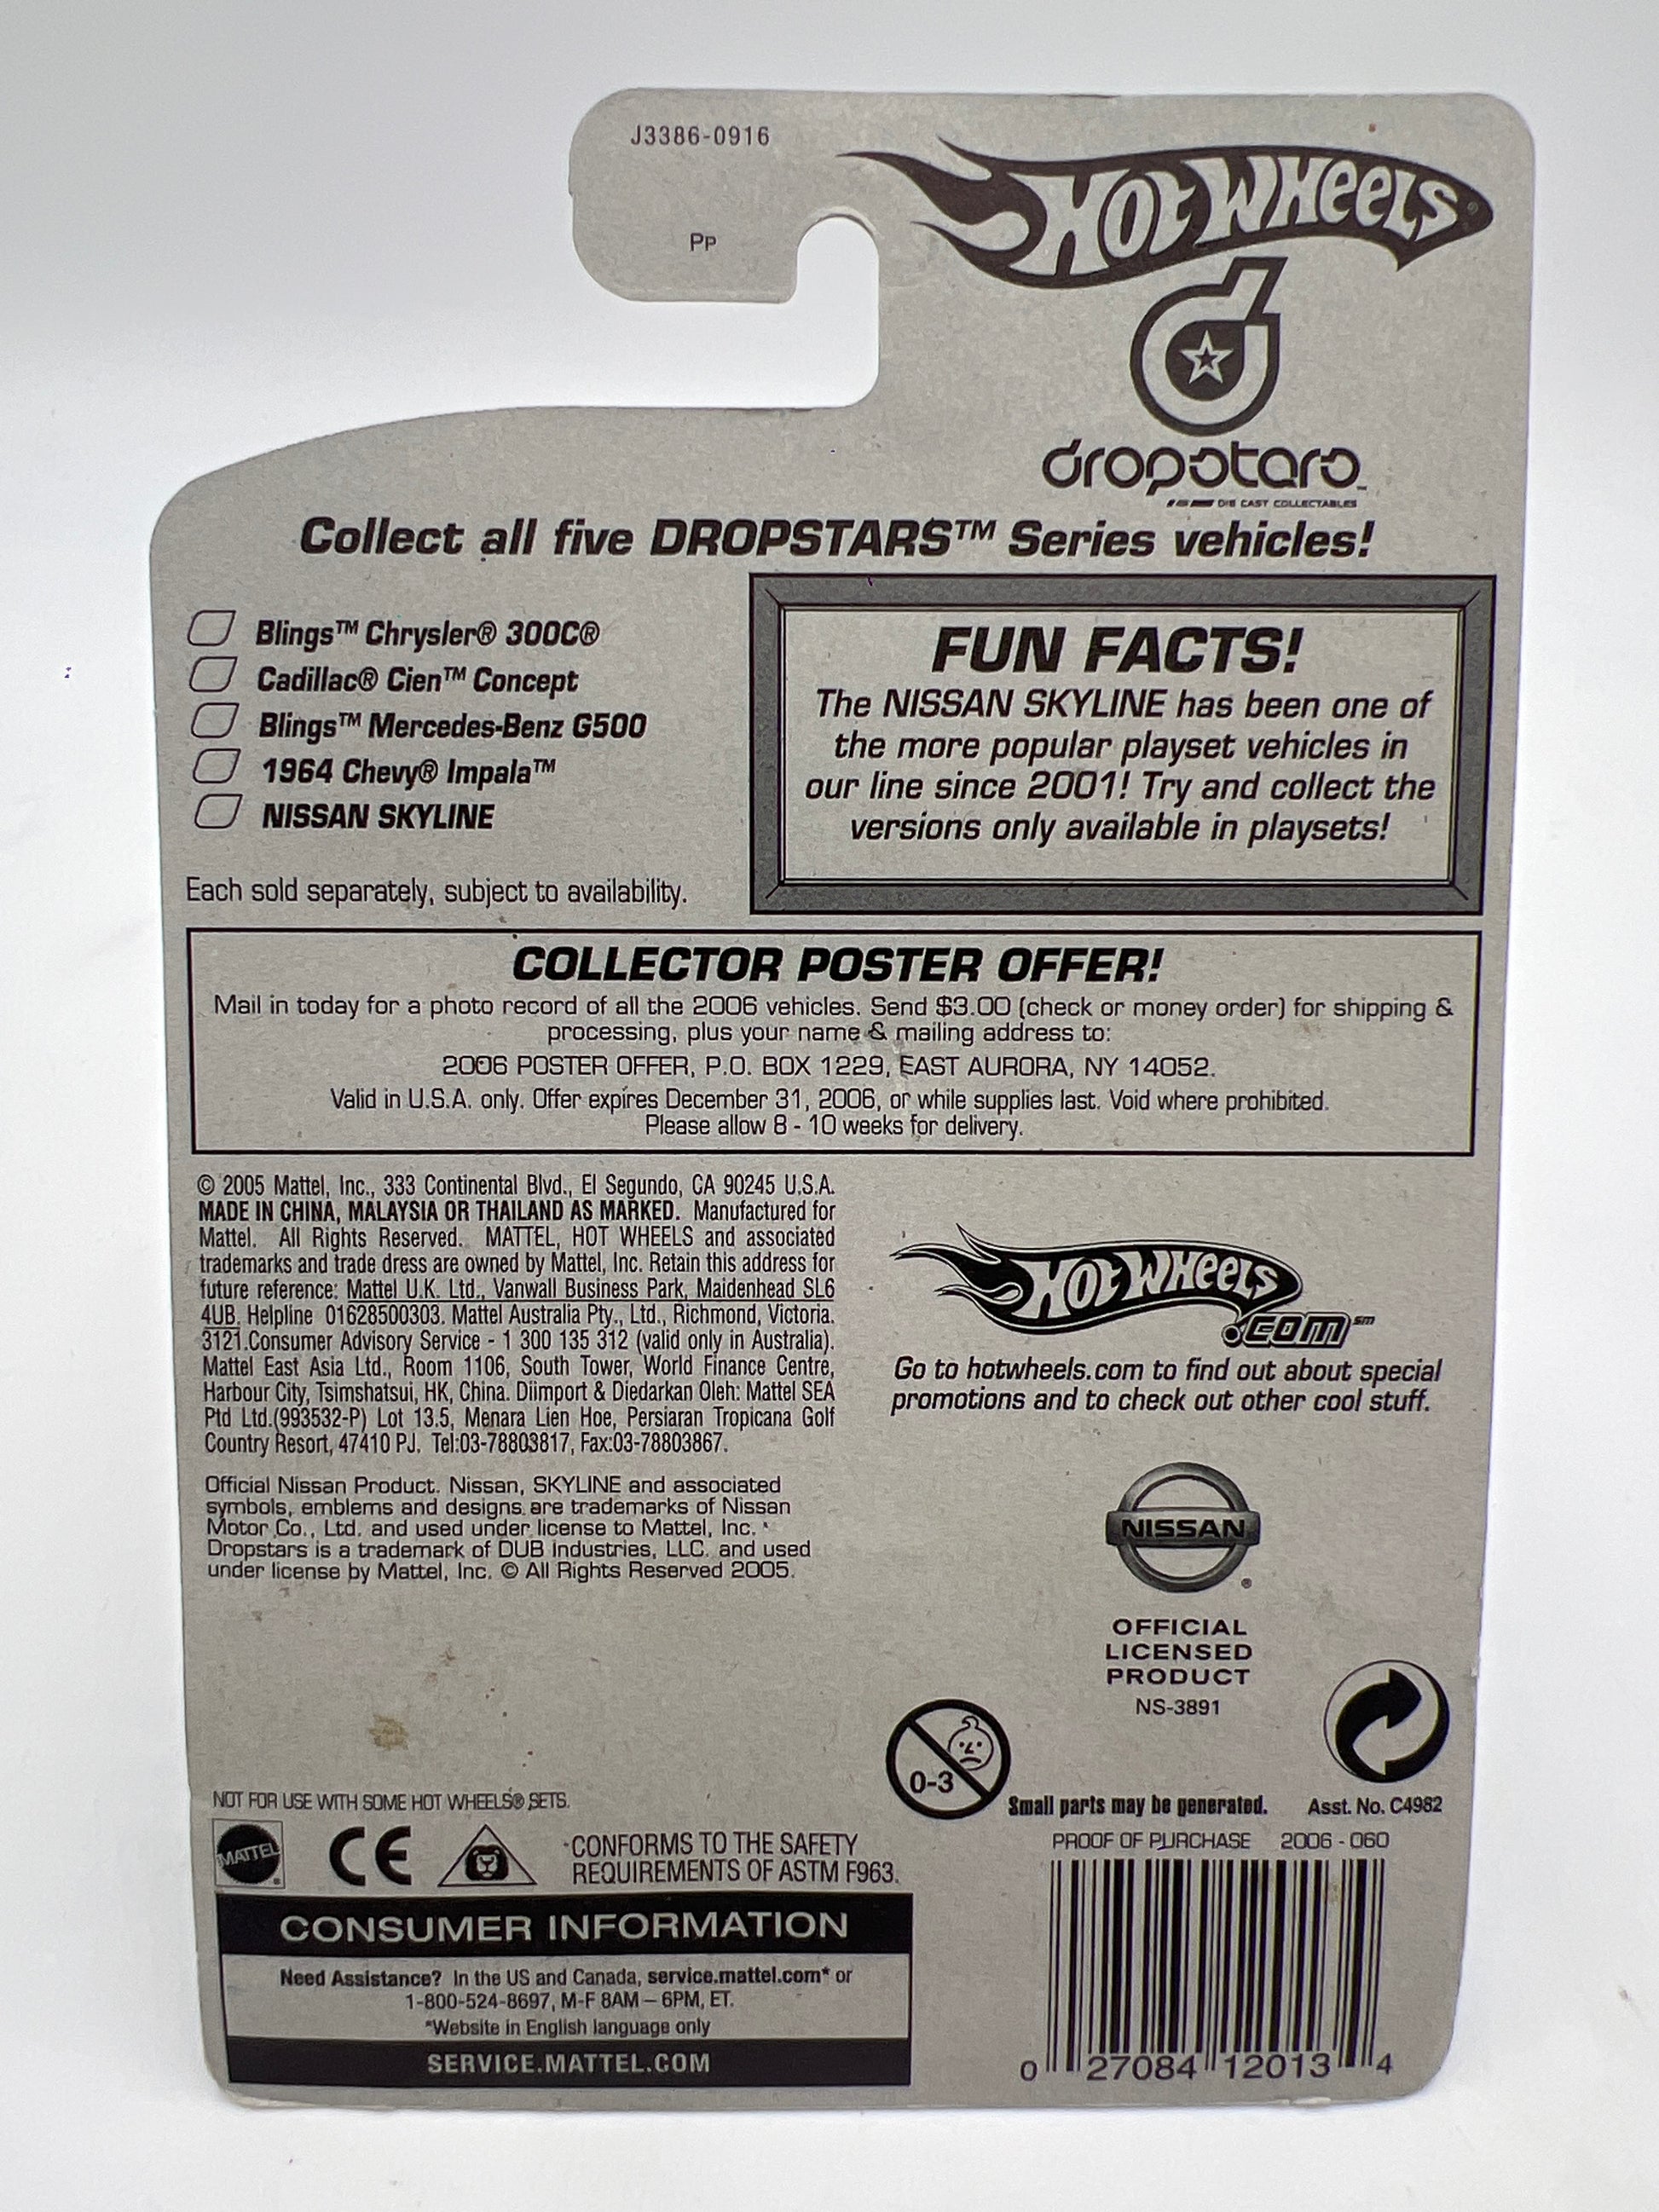 J3386-0916
Pp
Hot Wheels®
dropstars™
DIE CAST COLLECTABLES
Collect all five DROPSTARS™ Series vehicles!
Blings™ Chrysler® 300C®
Cadillac® Cien™ Concept
Blings™ Mercedes-Benz G500
1964 Chevy® Impala™
NISSAN SKYLINE
Each sold separately, subject to availability.
FUN FACTS!
The NISSAN SKYLINE has been one of
the more popular playset vehicles in
our line since 2001! Try and collect the
versions only available in playsets!
COLLECTOR POSTER OFFER!
Mail in today for a photo record of all the 2006 vehicles. Send $3.00 (check or money order) for shipping &
processing, plus your name & mailing address to:
2006 POSTER OFFER, P.O. BOX 1229, EAST AURORA, NY 14052.
Valid in U.S.A. only. Offer expires December 31, 2006, or while supplies last. Void where prohibited.
Please allow 8 - 10 weeks for delivery.
© 2005 Mattel, Inc., 333 Continental Blvd., El Segundo, CA 90245 U.S.A.
MADE IN CHINA, MALAYSIA OR THAILAND AS MARKED. Manufactured for
Mattel. All Rights Reserved. MATTEL, HOT WHEELS and associated
trademarks and trade dress are owned by Mattel, Inc. Retain this address for
future reference: Mattel U.K. Ltd., Vanwall Business Park, Maidenhead SL6
4UB. Helpline 01628500303. Mattel Australia Pty., Ltd., Richmond, Victoria.
3121.Consumer Advisory Service - 1 300 135 312 (valid only in Australia).
Mattel East Asia Ltd., Room 1106, South Tower, World Finance Centre,
Harbour City, Tsimshatsui, HK, China. Diimport & Diedarkan Oleh: Mattel SEA
Ptd Ltd.(993532-P) Lot 13.5, Menara Lien Hoe, Persiaran Tropicana Golf
Country Resort, 47410 PJ. Tel:03-78803817, Fax:03-78803867.
Official Nissan Product. Nissan, SKYLINE and associated
symbols, emblems and designs are trademarks of Nissan
Motor Co., Ltd. and used under license to Mattel, Inc.
Dropstars is a trademark of DUB Industries, LLC. and used
under license by Mattel, Inc. © All Rights Reserved 2005.
Hot Wheels
.com℠
Go to hotwheels.com to find out about special
promotions and to check out other cool stuff.
NISSAN®
OFFICIAL
LICENSED
PRODUCT
NS-3891
0-3
Small parts may be generated.
Asst. No. C4982
PROOF OF PURCHASE 2006 - 060
0 27084 12013 4
NOT FOR USE WITH SOME HOT WHEELS® SETS.
MATTEL®
CE
CONFORMS TO THE SAFETY
REQUIREMENTS OF ASTM F963.
CONSUMER INFORMATION
Need Assistance? In the US and Canada, service.mattel.com* or
1-800-524-8697, M-F 8AM – 6PM, ET.
*Website in English language only
SERVICE.MATTEL.COM